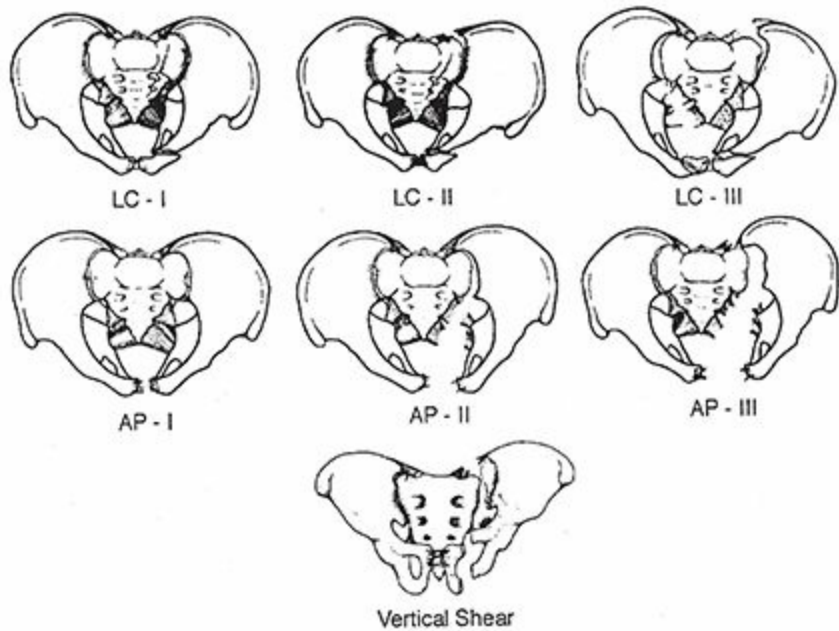 LC - I
LC - II
LC - III
AP - I
AP - II
AP - III
Vertical Shear